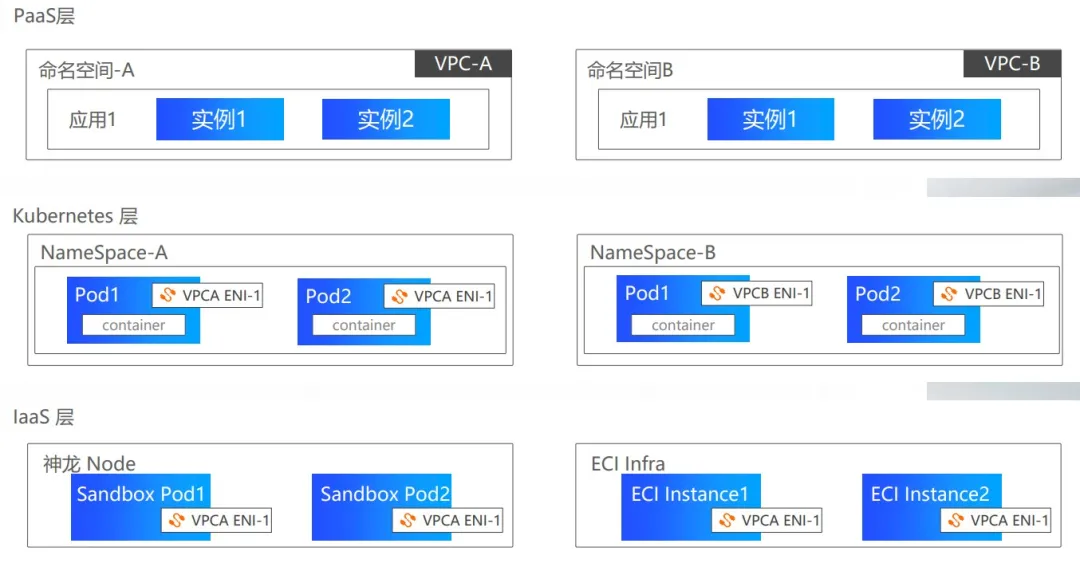 PaaS层
命名空间-A
VPC-A
应用1
实例1
实例2
命名空间B
VPC-B
应用1
实例1
实例2
Kubernetes 层
NameSpace-A
Pod1
VPCA ENI-1
container
Pod2
VPCA ENI-1
container
NameSpace-B
Pod1
VPCB ENI-1
container
Pod2
VPCB ENI-1
container
IaaS 层
神龙 Node
Sandbox Pod1
VPCA ENI-1
Sandbox Pod2
VPCA ENI-1
ECI Infra
ECI Instance1
VPCA ENI-1
ECI Instance2
VPCA ENI-1